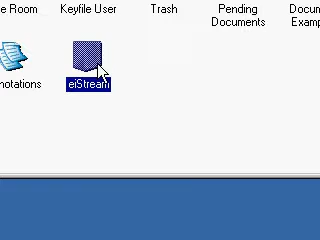 e Room
Keyfile User
Trash
Pending
Documents
Docum
Examp
notations
eiStream